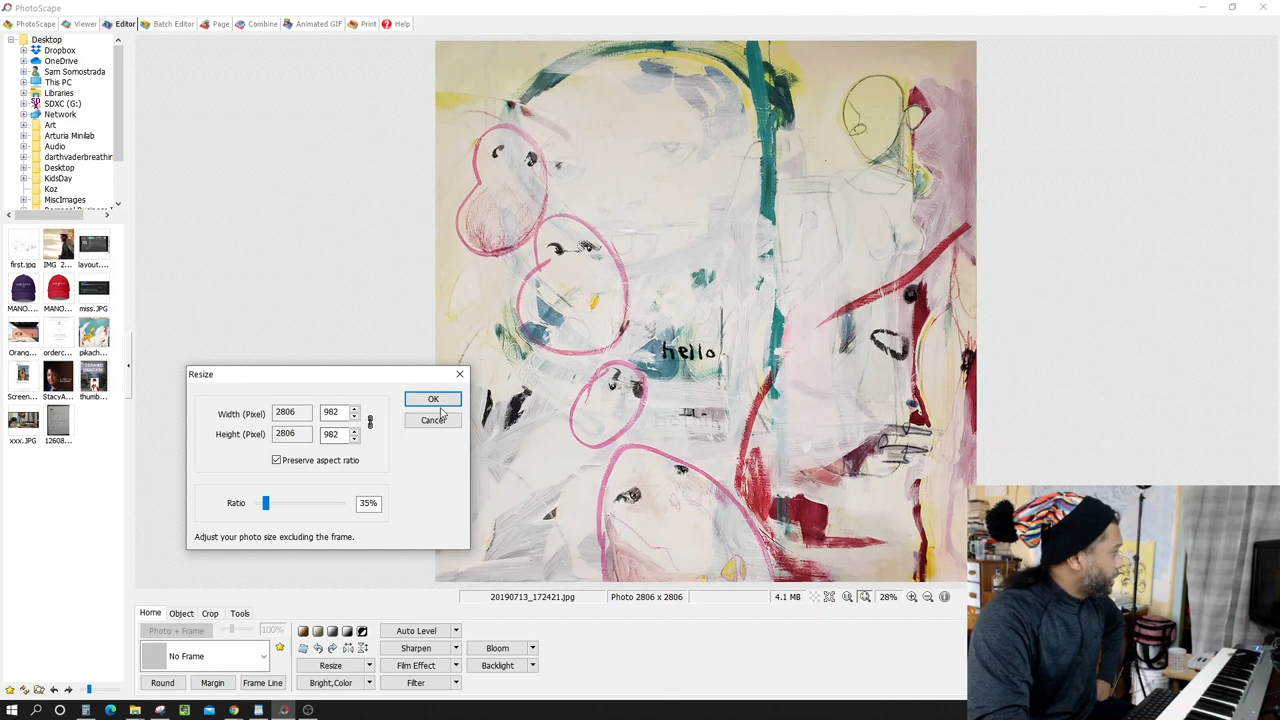 PhotoScape
PhotoScape Viewer Editor Batch Editor Page Combine Animated GIF Print Help
Desktop
Dropbox
OneDrive
Sam Somostrada
This PC
Libraries
SDXC (G:)
Network
Art
Arturia Minilab
Audio
darthvaderbreathin
Desktop
KidsDay
Koz
MiscImages
first.jpg IMG_2... layout....
MANO... MANO... miss.JPG
Orang... orderc... pikach...
Screen... StacyA... thumb...
xxx.JPG 12608...
hello
Resize
Width (Pixel) 2806 982 OK
Height (Pixel) 2806 982 Cancel
Preserve aspect ratio
Ratio 35%
Adjust your photo size excluding the frame.
20190713_172421.jpg Photo 2806 x 2806 4.1 MB 28%
Home Object Crop Tools
Photo + Frame 100% Auto Level
No Frame Sharpen Bloom
Resize Film Effect Backlight
Round Margin Frame Line Bright,Color Filter